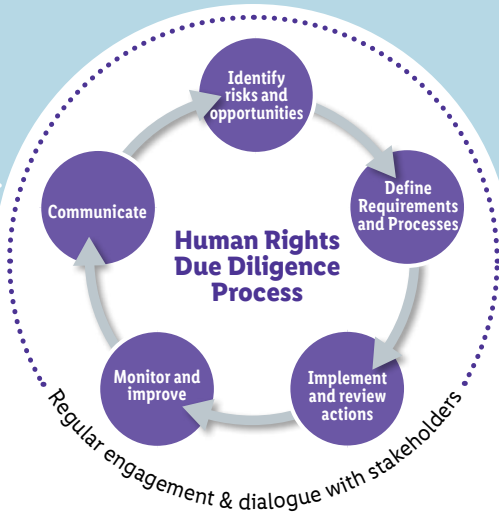 Identify
risks and
opportunities
Define
Requirements
and Processes
Communicate
Human Rights
Due Diligence
Process
Monitor and
improve
Implement
and review
actions
Regular engagement & dialogue with stakeholders